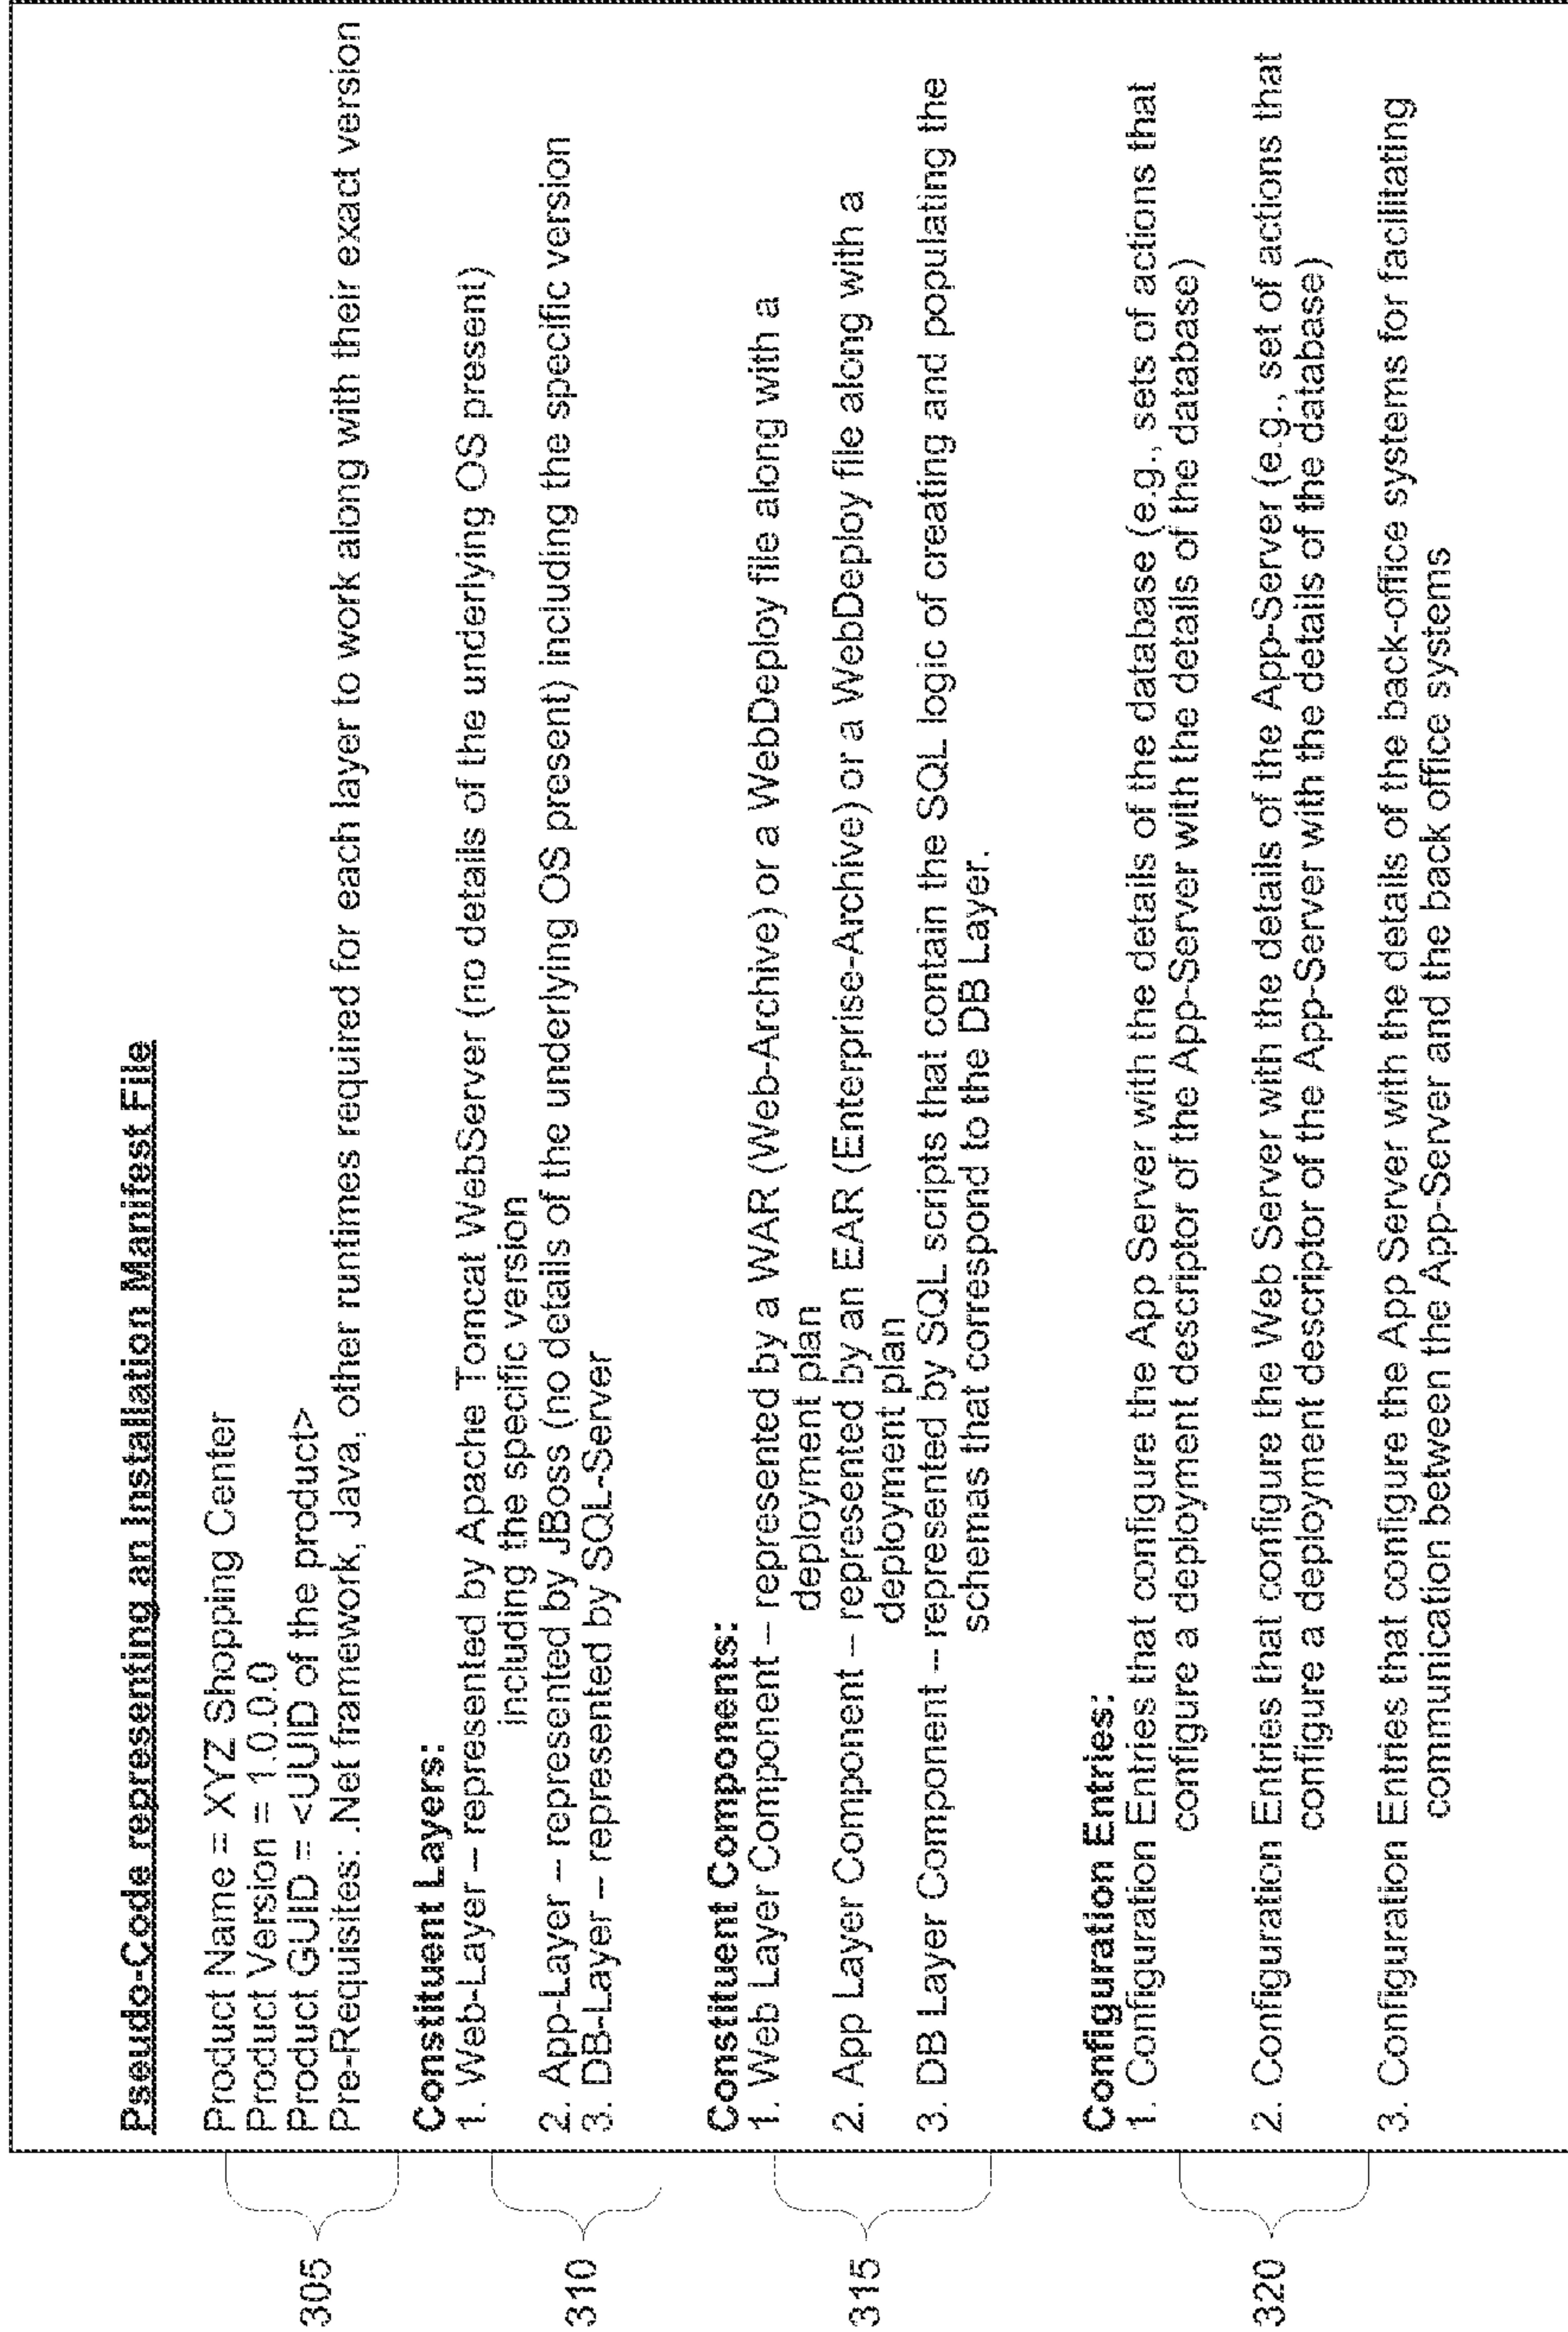 Pseudo-Code representing an Installation Manifest File
Product Name = XYZ Shopping Center
Product Version = 1.0.0.0
Product GUID = <UUID of the product>
Pre-Requisites: .Net framework, Java, other runtimes required for each layer to work along with their exact version
305
Constituent Layers:
1. Web-Layer – represented by Apache Tomcat WebServer (no details of the underlying OS present)
including the specific version
2. App-Layer – represented by JBoss (no details of the underlying OS present) including the specific version
3. DB-Layer – represented by SQL-Server
310
Constituent Components:
1. Web Layer Component – represented by a WAR (Web-Archive) or a WebDeploy file along with a
deployment plan
2. App Layer Component – represented by an EAR (Enterprise-Archive) or a WebDeploy file along with a
deployment plan
3. DB Layer Component – represented by SQL scripts that contain the SQL logic of creating and populating the
schemas that correspond to the DB Layer.
315
Configuration Entries:
1. Configuration Entries that configure the App Server with the details of the database (e.g., sets of actions that
configure a deployment descriptor of the App-Server with the details of the database)
2. Configuration Entries that configure the Web Server with the details of the App-Server (e.g., set of actions that
configure a deployment descriptor of the App-Server with the details of the database)
3. Configuration Entries that configure the App Server with the details of the back-office systems for facilitating
communication between the App-Server and the back office systems
320